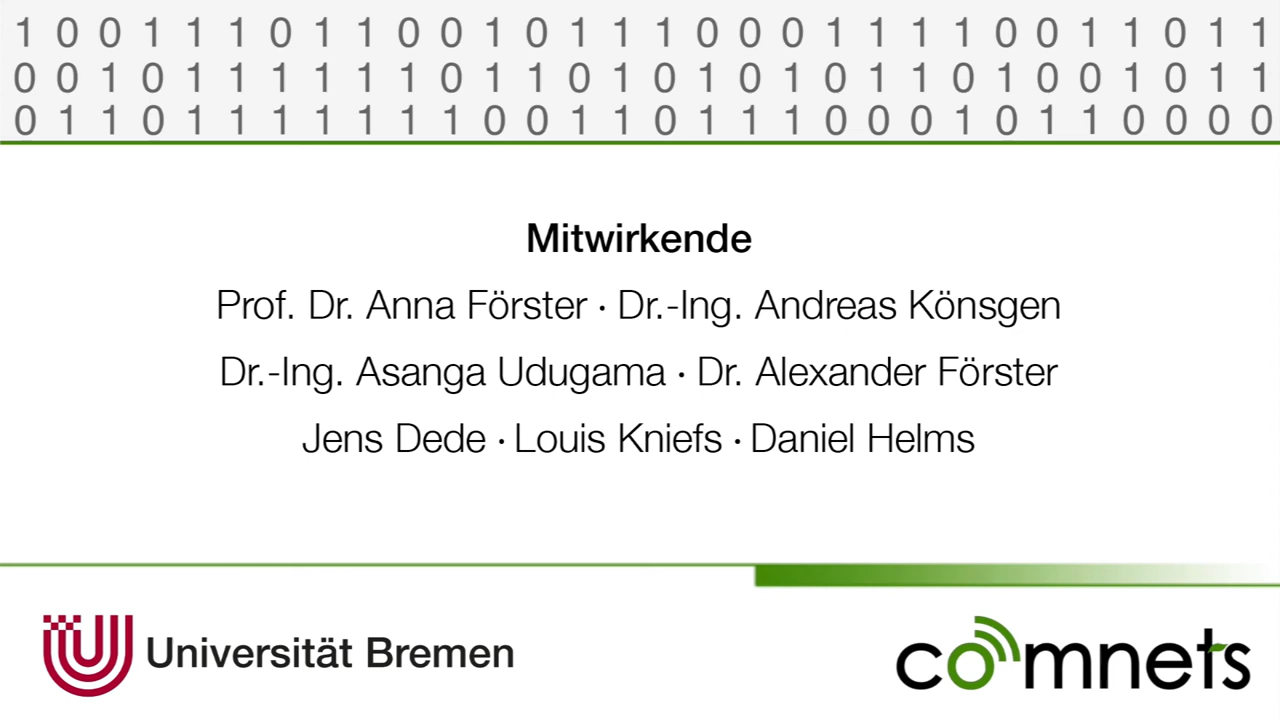 1 0 0 1 1 1 0 1 1 0 0 1 0 1 1 1 0 0 0 1 1 1 1 0 0 1 1 0 1 1
0 0 1 0 1 1 1 1 1 1 0 1 1 0 1 0 1 0 1 0 1 1 0 1 0 0 1 0 1 1
0 1 1 0 1 1 1 1 1 1 1 0 0 1 1 0 1 1 1 0 0 0 1 0 1 1 0 0 0 0
Mitwirkende
Prof. Dr. Anna Förster · Dr.-Ing. Andreas Könsgen
Dr.-Ing. Asanga Udugama · Dr. Alexander Förster
Jens Dede · Louis Kniefs · Daniel Helms
Universität Bremen
comnets